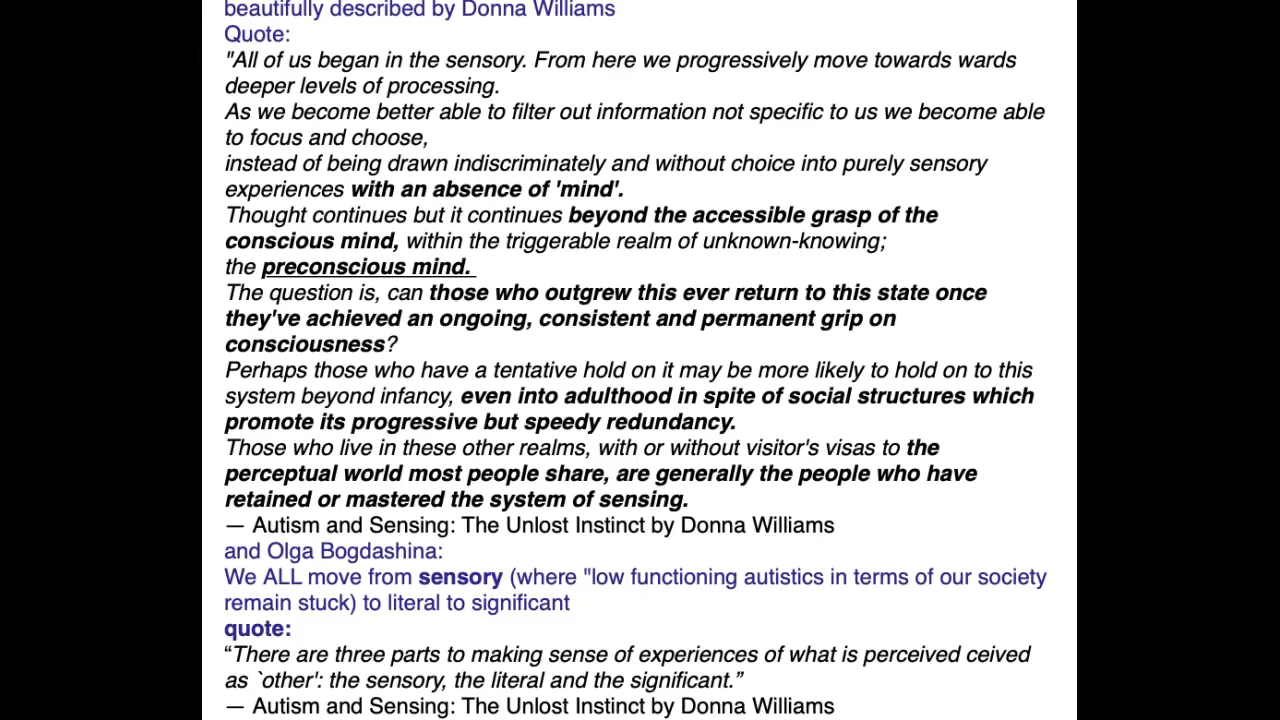 beautifully described by Donna Williams
Quote:
"All of us began in the sensory. From here we progressively move towards wards
deeper levels of processing.
As we become better able to filter out information not specific to us we become able
to focus and choose,
instead of being drawn indiscriminately and without choice into purely sensory
experiences with an absence of 'mind'.
Thought continues but it continues beyond the accessible grasp of the
conscious mind, within the triggerable realm of unknown-knowing;
the preconscious mind.
The question is, can those who outgrew this ever return to this state once
they've achieved an ongoing, consistent and permanent grip on
consciousness?
Perhaps those who have a tentative hold on it may be more likely to hold on to this
system beyond infancy, even into adulthood in spite of social structures which
promote its progressive but speedy redundancy.
Those who live in these other realms, with or without visitor's visas to the
perceptual world most people share, are generally the people who have
retained or mastered the system of sensing.
— Autism and Sensing: The Unlost Instinct by Donna Williams
and Olga Bogdashina:
We ALL move from sensory (where "low functioning autistics in terms of our society
remain stuck) to literal to significant
quote:
“There are three parts to making sense of experiences of what is perceived ceived
as `other': the sensory, the literal and the significant.”
— Autism and Sensing: The Unlost Instinct by Donna Williams